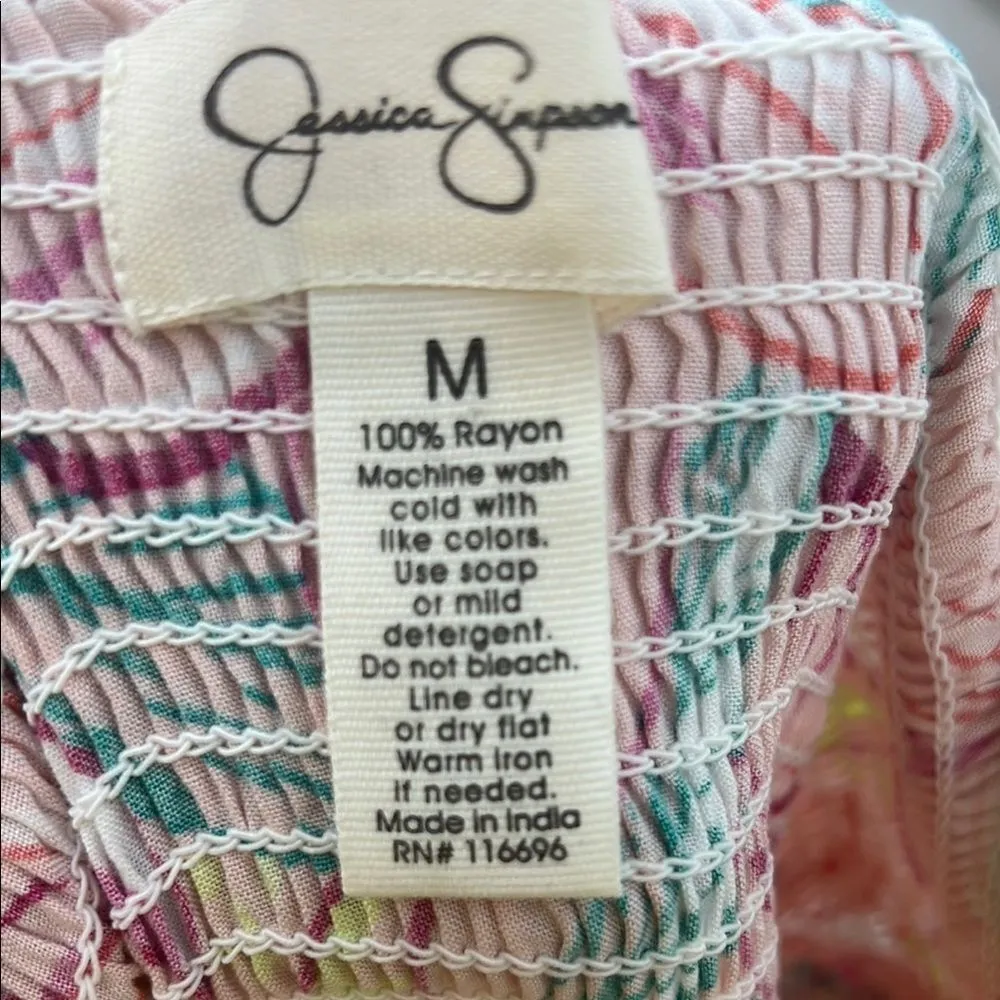 Jessica Simpson
M
100% Rayon
Machine wash
cold with
like colors.
Use soap
or mild
detergent.
Do not bleach.
Line dry
or dry flat
Warm Iron
If needed.
Made in India
RN# 116696